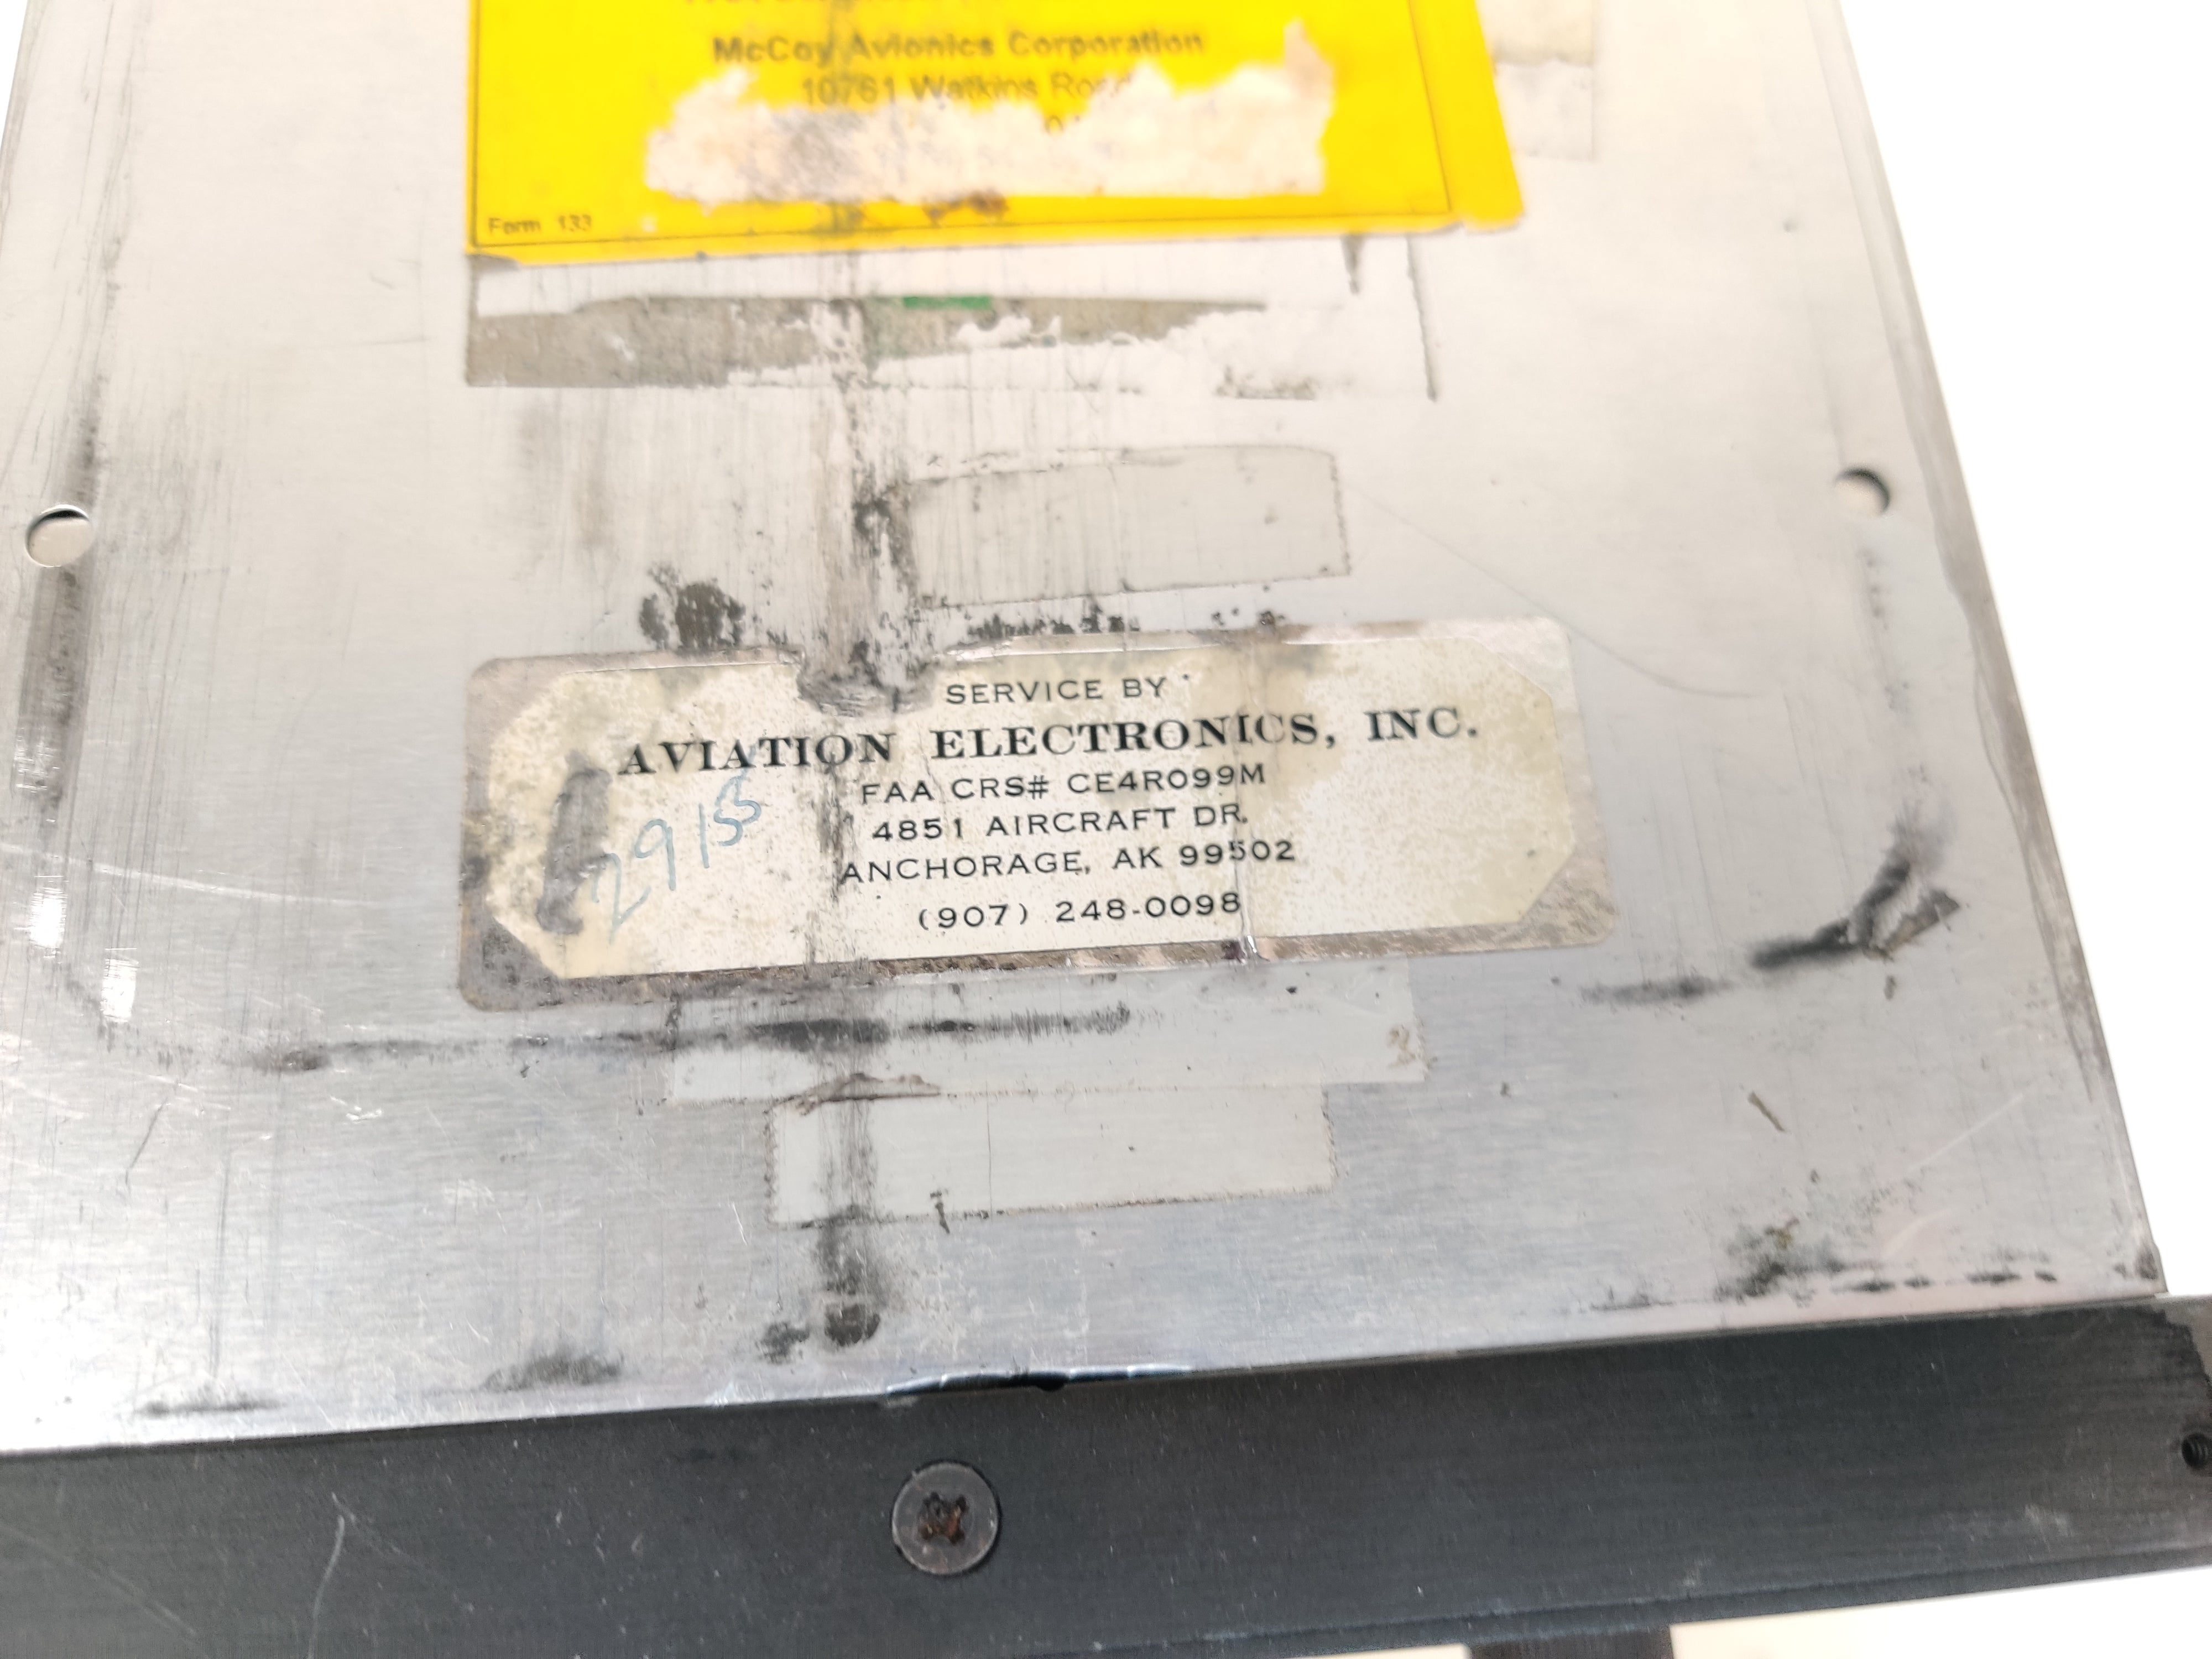 McCoy Avionics Corporation
10761 Watkins Road
Form 133
SERVICE BY
AVIATION ELECTRONICS, INC.
FAA CRS# CE4R099M
4851 AIRCRAFT DR.
29155
ANCHORAGE, AK 99502
(907) 248-0098